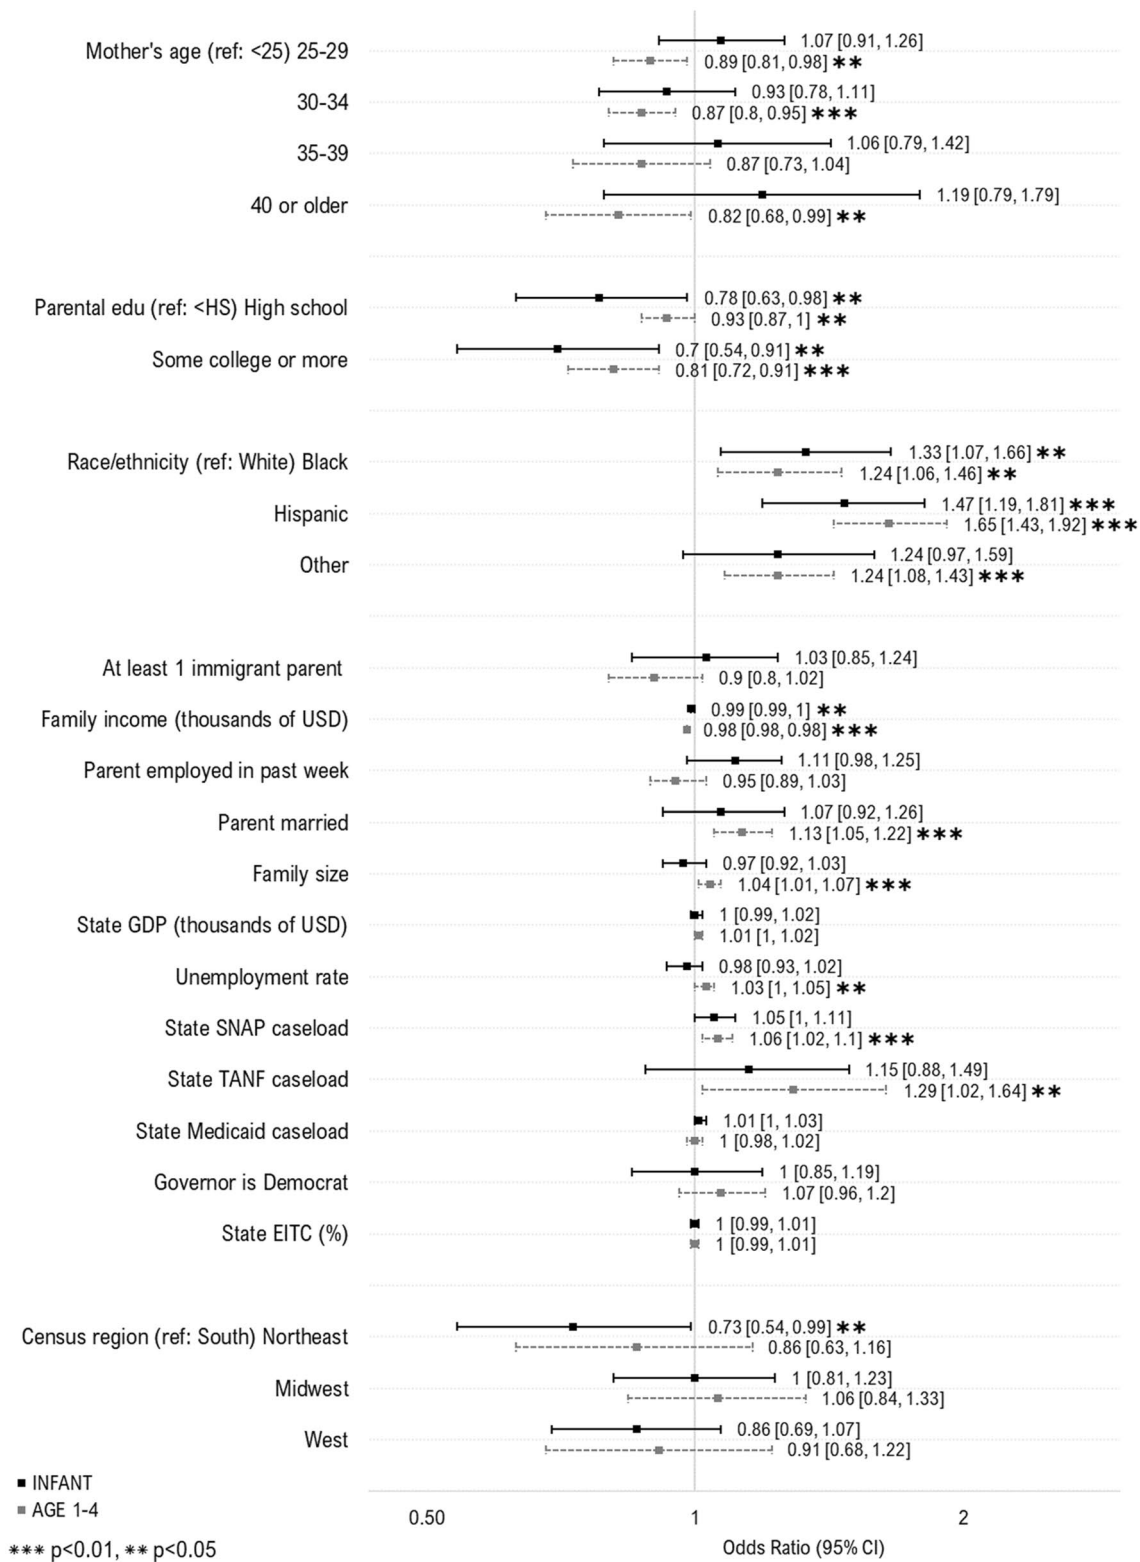 1.07 [0.91, 1.26]
Mother's age (ref: <25) 25-29
0.89 [0.81, 0.98] ✱✱
0.93 [0.78, 1.11]
30-34
0.87 [0.8, 0.95] ✱✱✱
1.06 [0.79, 1.42]
35-39
0.87 [0.73, 1.04]
1.19 [0.79, 1.79]
40 or older
0.82 [0.68, 0.99] ✱✱
0.78 [0.63, 0.98] ✱✱
Parental edu (ref: <HS) High school
0.93 [0.87, 1] ✱✱
0.7 [0.54, 0.91] ✱✱
Some college or more
0.81 [0.72, 0.91] ✱✱✱
1.33 [1.07, 1.66] ✱✱
Race/ethnicity (ref: White) Black
1.24 [1.06, 1.46] ✱✱
1.47 [1.19, 1.81] ✱✱✱
Hispanic
1.65 [1.43, 1.92] ✱✱✱
1.24 [0.97, 1.59]
Other
1.24 [1.08, 1.43] ✱✱✱
1.03 [0.85, 1.24]
At least 1 immigrant parent
0.9 [0.8, 1.02]
0.99 [0.99, 1] ✱✱
Family income (thousands of USD)
0.98 [0.98, 0.98] ✱✱✱
1.11 [0.98, 1.25]
Parent employed in past week
0.95 [0.89, 1.03]
1.07 [0.92, 1.26]
Parent married
1.13 [1.05, 1.22] ✱✱✱
0.97 [0.92, 1.03]
Family size
1.04 [1.01, 1.07] ✱✱✱
1 [0.99, 1.02]
State GDP (thousands of USD)
1.01 [1, 1.02]
0.98 [0.93, 1.02]
Unemployment rate
1.03 [1, 1.05] ✱✱
1.05 [1, 1.11]
State SNAP caseload
1.06 [1.02, 1.1] ✱✱✱
1.15 [0.88, 1.49]
State TANF caseload
1.29 [1.02, 1.64] ✱✱
1.01 [1, 1.03]
State Medicaid caseload
1 [0.98, 1.02]
1 [0.85, 1.19]
Governor is Democrat
1.07 [0.96, 1.2]
1 [0.99, 1.01]
State EITC (%)
1 [0.99, 1.01]
0.73 [0.54, 0.99] ✱✱
Census region (ref: South) Northeast
0.86 [0.63, 1.16]
1 [0.81, 1.23]
Midwest
1.06 [0.84, 1.33]
0.86 [0.69, 1.07]
West
0.91 [0.68, 1.22]
INFANT
AGE 1-4
0.50 1 2
✱✱✱ p<0.01, ✱✱ p<0.05
Odds Ratio (95% CI)